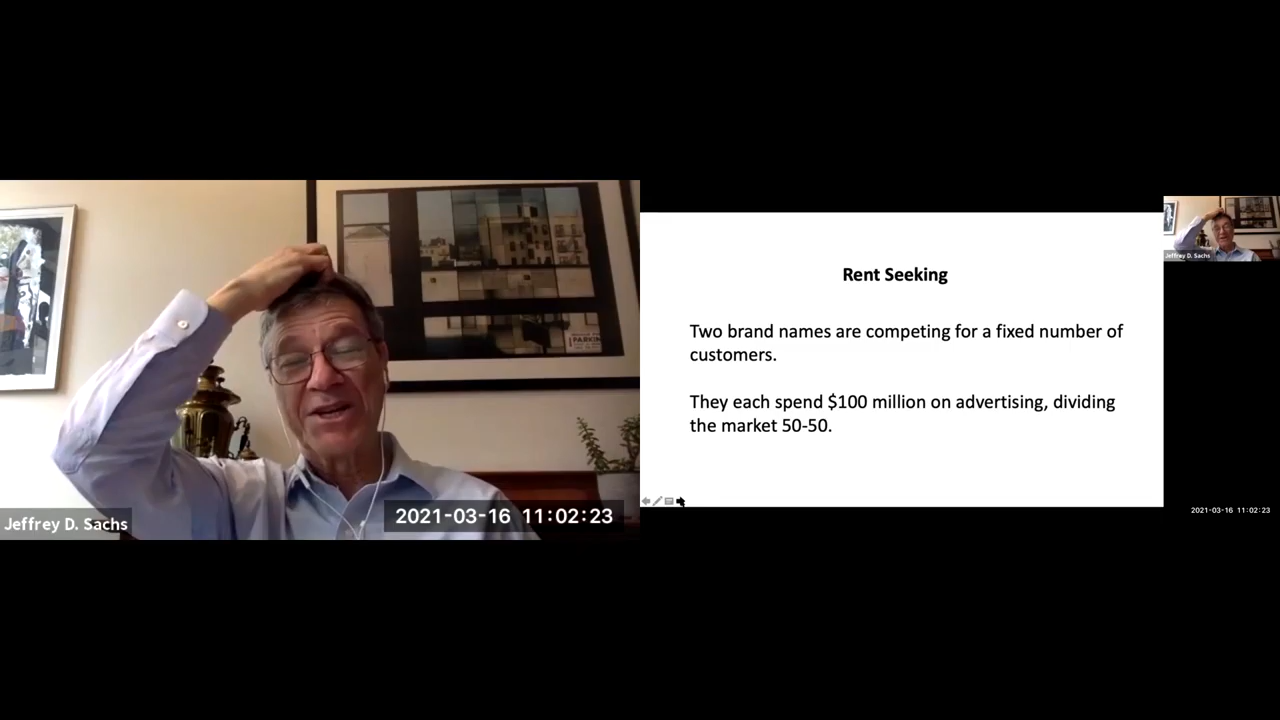 PARKIN
Jeffrey D. Sachs
2021-03-16 11:02:23
Rent Seeking
Two brand names are competing for a fixed number of
customers.
They each spend $100 million on advertising, dividing
the market 50-50.
Jeffrey D. Sachs
2021-03-16 11:02:23